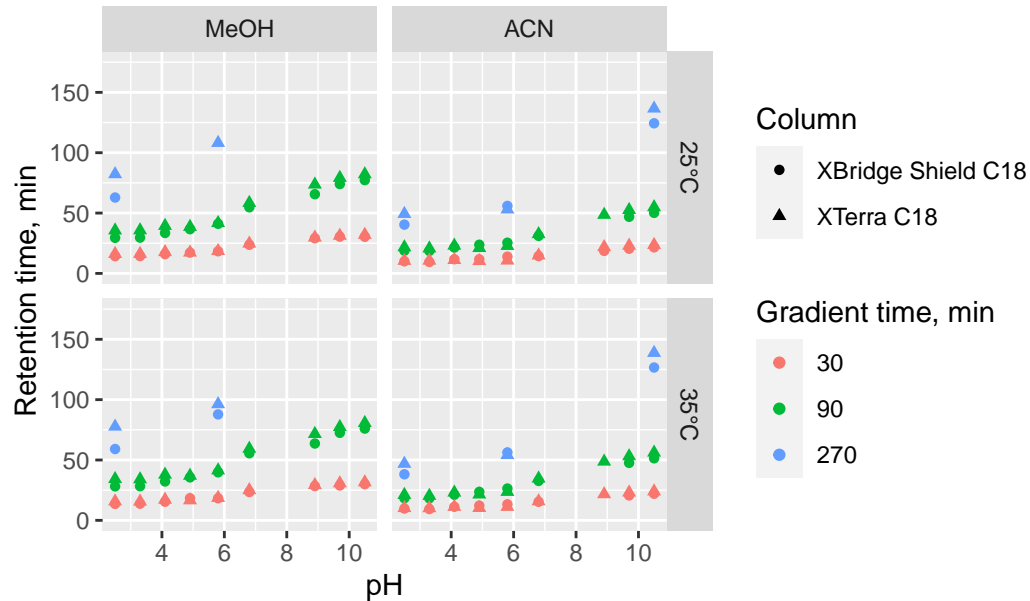 MeOH
ACN
150
100
50
0
25°C
150
100
50
0
35°C
4 6 8 10
4 6 8 10
Retention time, min
pH
Column
XBridge Shield C18
XTerra C18
Gradient time, min
30
90
270